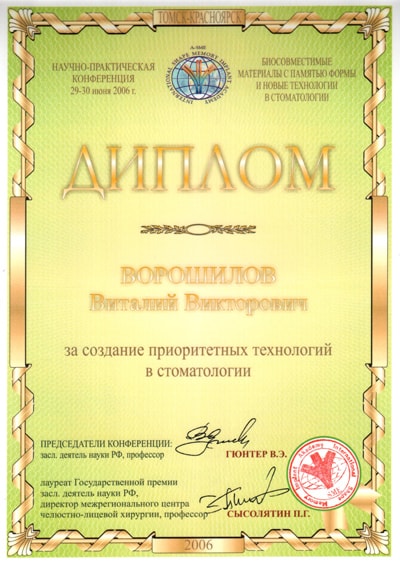 ТОМСК-КРАСНОЯРСК
НАУЧНО-ПРАКТИЧЕСКАЯ
КОНФЕРЕНЦИЯ
29-30 июня 2006 г.
INTERNATIONAL SHAPE MEMORY IMPLANT ACADEMY
БИОСОВМЕСТИМЫЕ
МАТЕРИАЛЫ С ПАМЯТЬЮ ФОРМЫ
И НОВЫЕ ТЕХНОЛОГИИ
В СТОМАТОЛОГИИ
ДИПЛОМ
ВОРОШИЛОВ
Виталий Викторович
за создание приоритетных технологий
в стоматологии
ПРЕДСЕДАТЕЛИ КОНФЕРЕНЦИИ:
засл. деятель науки РФ, профессор
ГЮНТЕР В.Э.
лауреат Государственной премии
засл. деятель науки РФ,
директор межрегионального центра
челюстно-лицевой хирургии, профессор
СЫСОЛЯТИН П.Г.
2006